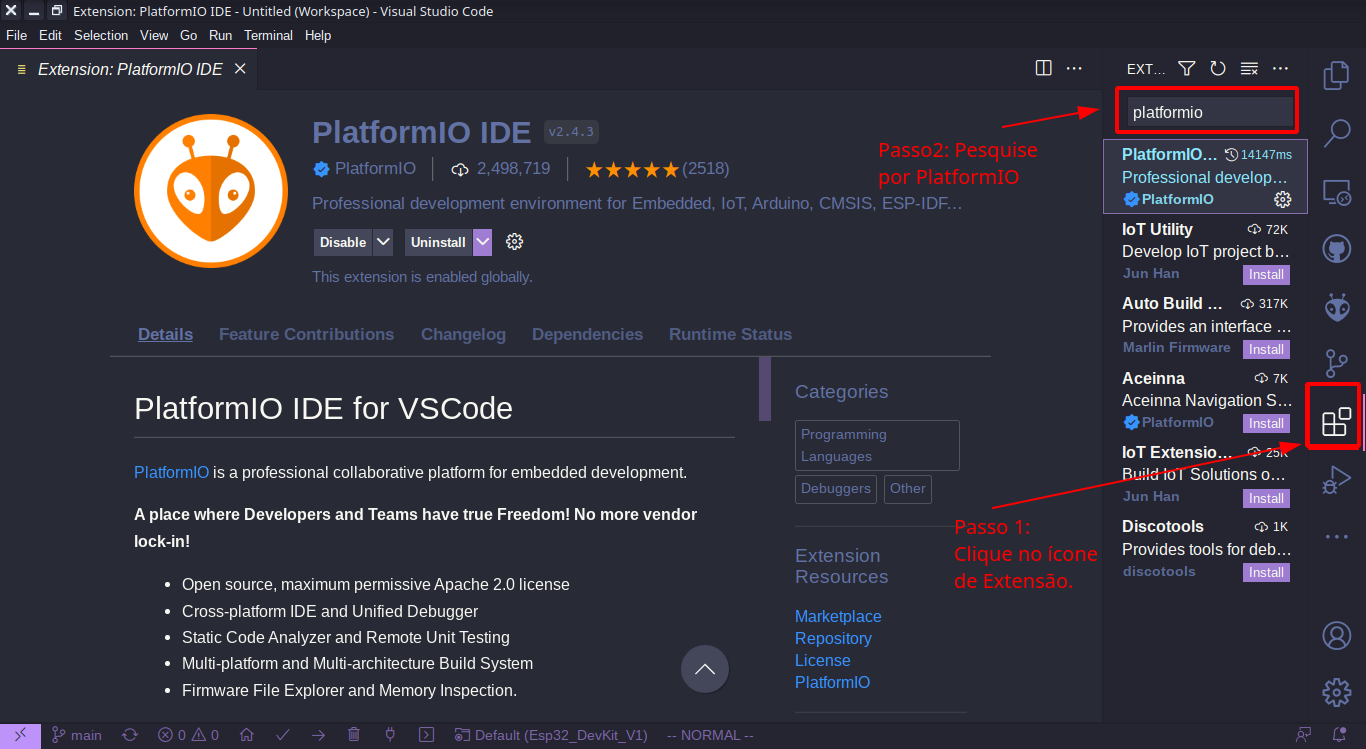 Extension: PlatformIO IDE - Untitled (Workspace) - Visual Studio Code
File Edit Selection View Go Run Terminal Help
Extension: PlatformIO IDE
PlatformIO IDE v2.4.3
PlatformIO 2,498,719 (2518)
Professional development environment for Embedded, IoT, Arduino, CMSIS, ESP-IDF…
Disable Uninstall
This extension is enabled globally.
Details Feature Contributions Changelog Dependencies Runtime Status
PlatformIO IDE for VSCode
PlatformIO is a professional collaborative platform for embedded development.
A place where Developers and Teams have true Freedom! No more vendor
lock-in!
• Open source, maximum permissive Apache 2.0 license
• Cross-platform IDE and Unified Debugger
• Static Code Analyzer and Remote Unit Testing
• Multi-platform and Multi-architecture Build System
• Firmware File Explorer and Memory Inspection.
Categories
Programming
Languages
Debuggers Other
Extension
Resources
Marketplace
Repository
License
PlatformIO
Passo2: Pesquise
por PlatformIO
Passo 1:
Clique no ícone
de Extensão.
EXT…
platformio
PlatformIO… 14147ms
Professional develop…
PlatformIO
IoT Utility 72K
Develop IoT project b…
Jun Han Install
Auto Build … 317K
Provides an interface …
Marlin Firmware Install
Aceinna 7K
Aceinna Navigation S…
PlatformIO Install
IoT Extensio… 25K
Build IoT Solutions o…
Jun Han Install
Discotools 1K
Provides tools for deb…
discotools Install
main 0 0 Default (Esp32_DevKit_V1) -- NORMAL --